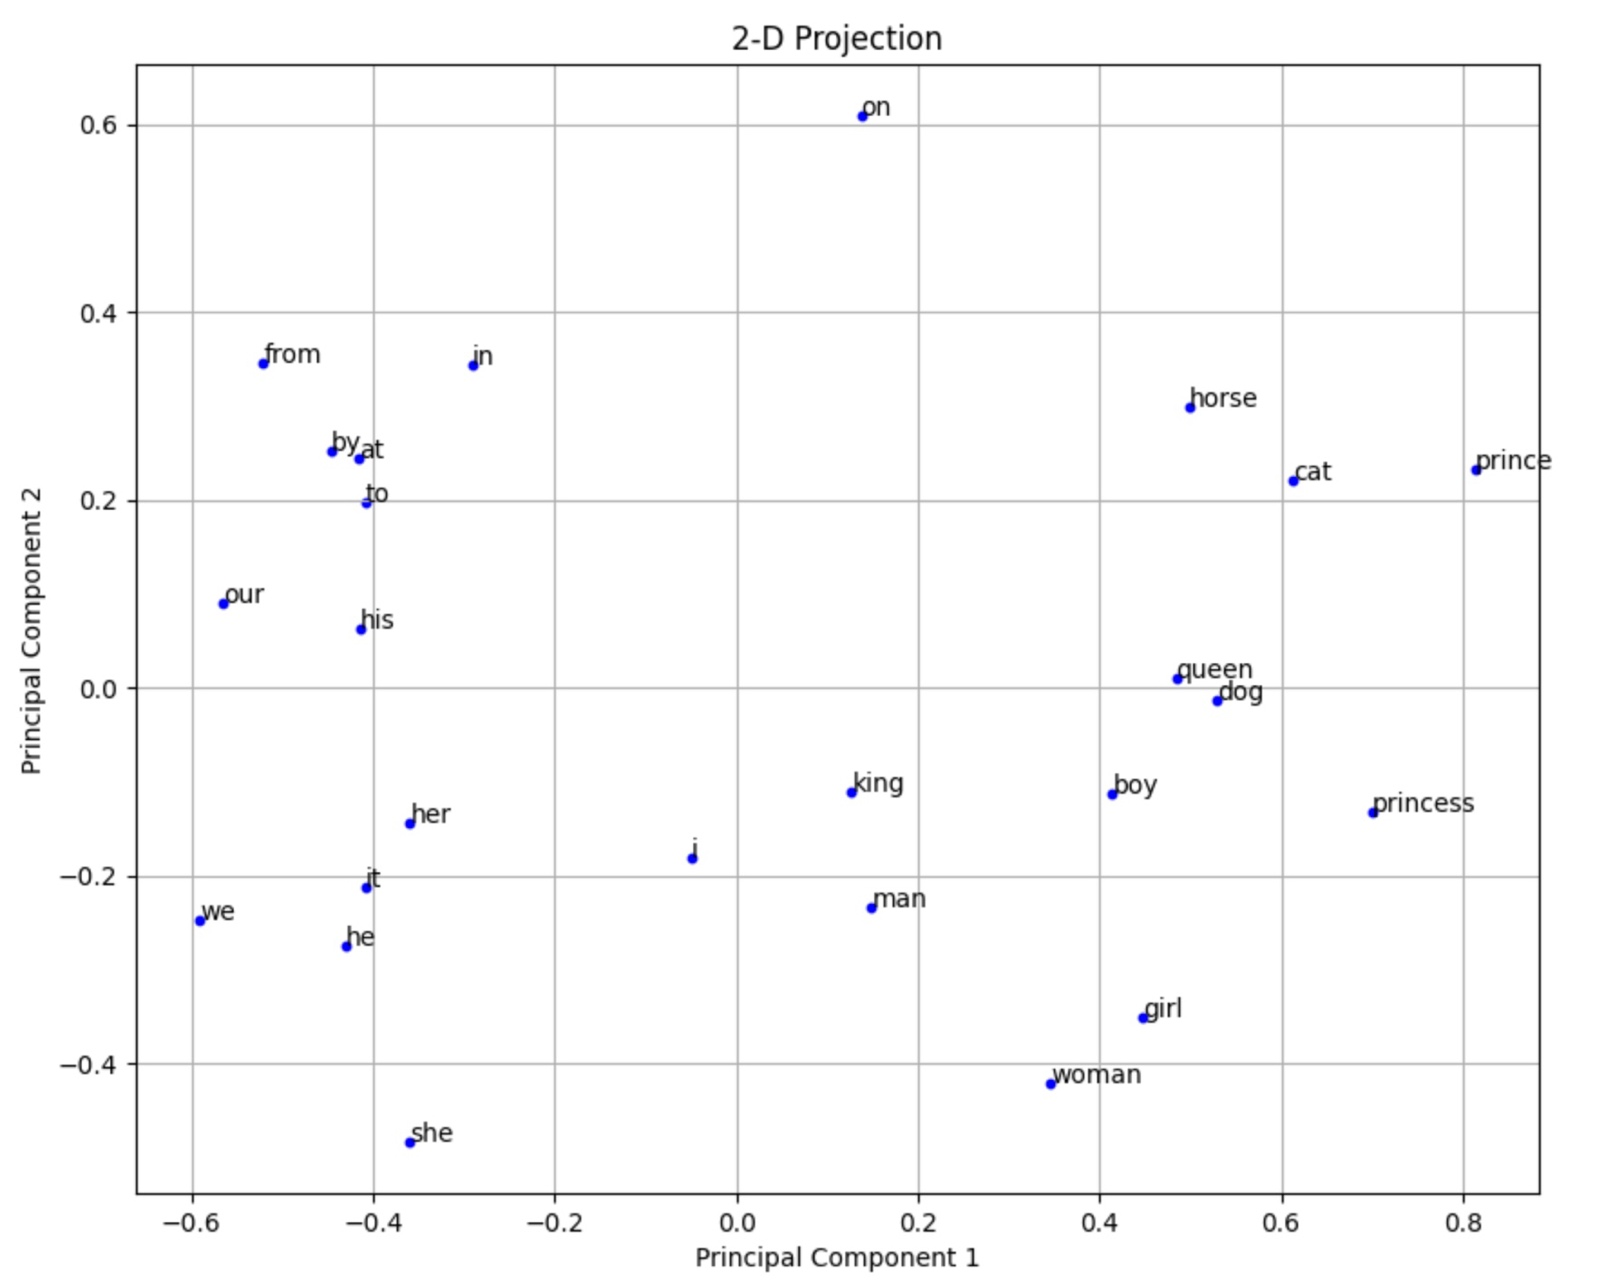 2-D Projection
on
0.6
0.4
from
in
horse
by
at
prince
cat
to
0.2
our
his
queen
dog
0.0
king
boy
princess
her
i
it
−0.2
man
we
he
girl
−0.4
woman
she
−0.6
−0.4
−0.2
0.0
0.2
0.4
0.6
0.8
Principal Component 1
Principal Component 2